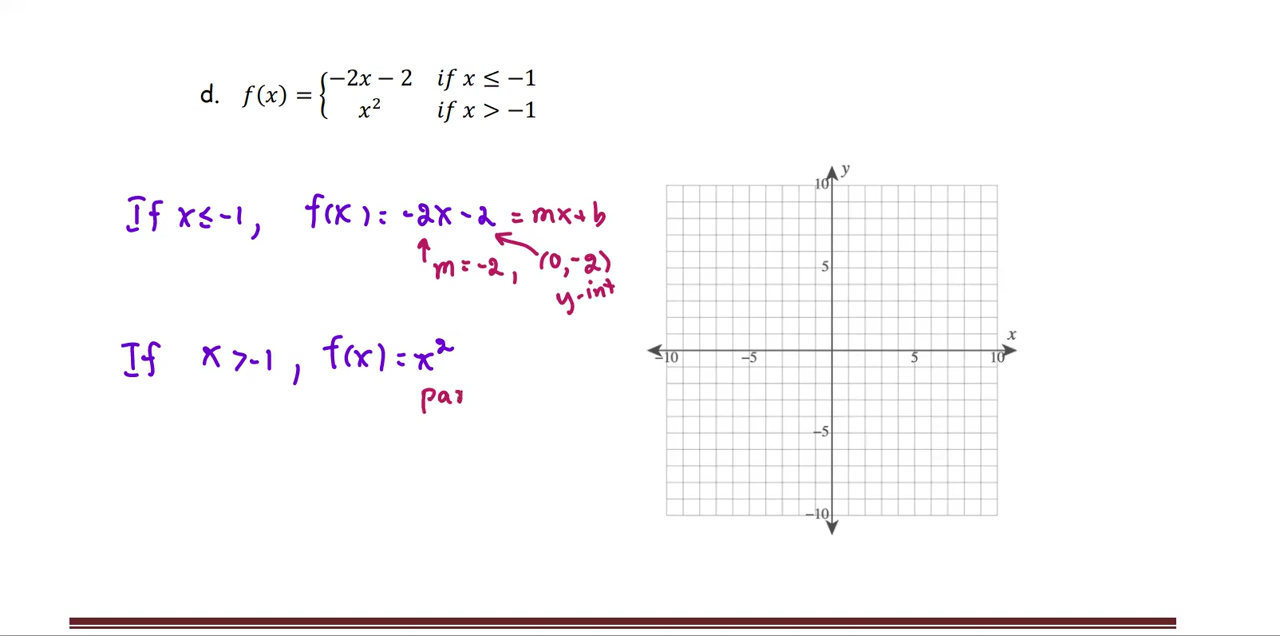 d. f(x) = {−2x − 2 if x ≤ −1
x² if x > −1
If x ≤ -1, f(x) = -2x - 2 = mx + b
m = -2, (0, -2)
y-int
If x > -1, f(x) = x²
par
y
10
5
x
−10 −5 5 10
−5
−10